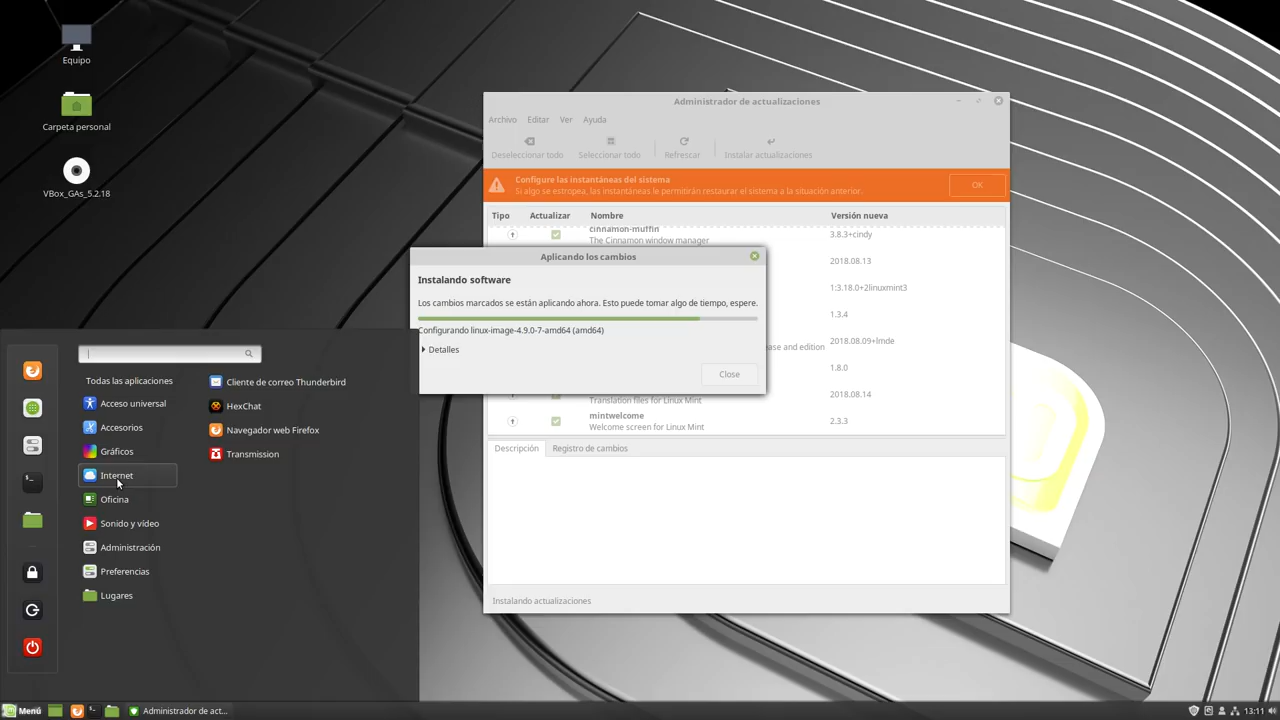 Equipo
Carpeta personal
VBox_GAs_5.2.18
Administrador de actualizaciones
Archivo Editar Ver Ayuda
Deseleccionar todo Seleccionar todo Refrescar Instalar actualizaciones
Configure las instantáneas del sistema
Si algo se estropea, las instantáneas le permitirán restaurar el sistema a la situación anterior.
OK
Tipo Actualizar Nombre Versión nueva
cinnamon-muffin
The Cinnamon window manager
3.8.3+cindy
2018.08.13
1:3.18.0+2linuxmint3
1.3.4
ease and edition
2018.08.09+lmde
1.8.0
Translation files for Linux Mint
2018.08.14
mintwelcome
Welcome screen for Linux Mint
2.3.3
Descripción Registro de cambios
Instalando actualizaciones
Aplicando los cambios
Instalando software
Los cambios marcados se están aplicando ahora. Esto puede tomar algo de tiempo, espere.
Configurando linux-image-4.9.0-7-amd64 (amd64)
Detalles
Close
Todas las aplicaciones
Acceso universal
Accesorios
Gráficos
Internet
Oficina
Sonido y vídeo
Administración
Preferencias
Lugares
Cliente de correo Thunderbird
HexChat
Navegador web Firefox
Transmission
Menú
Administrador de act...
13:11